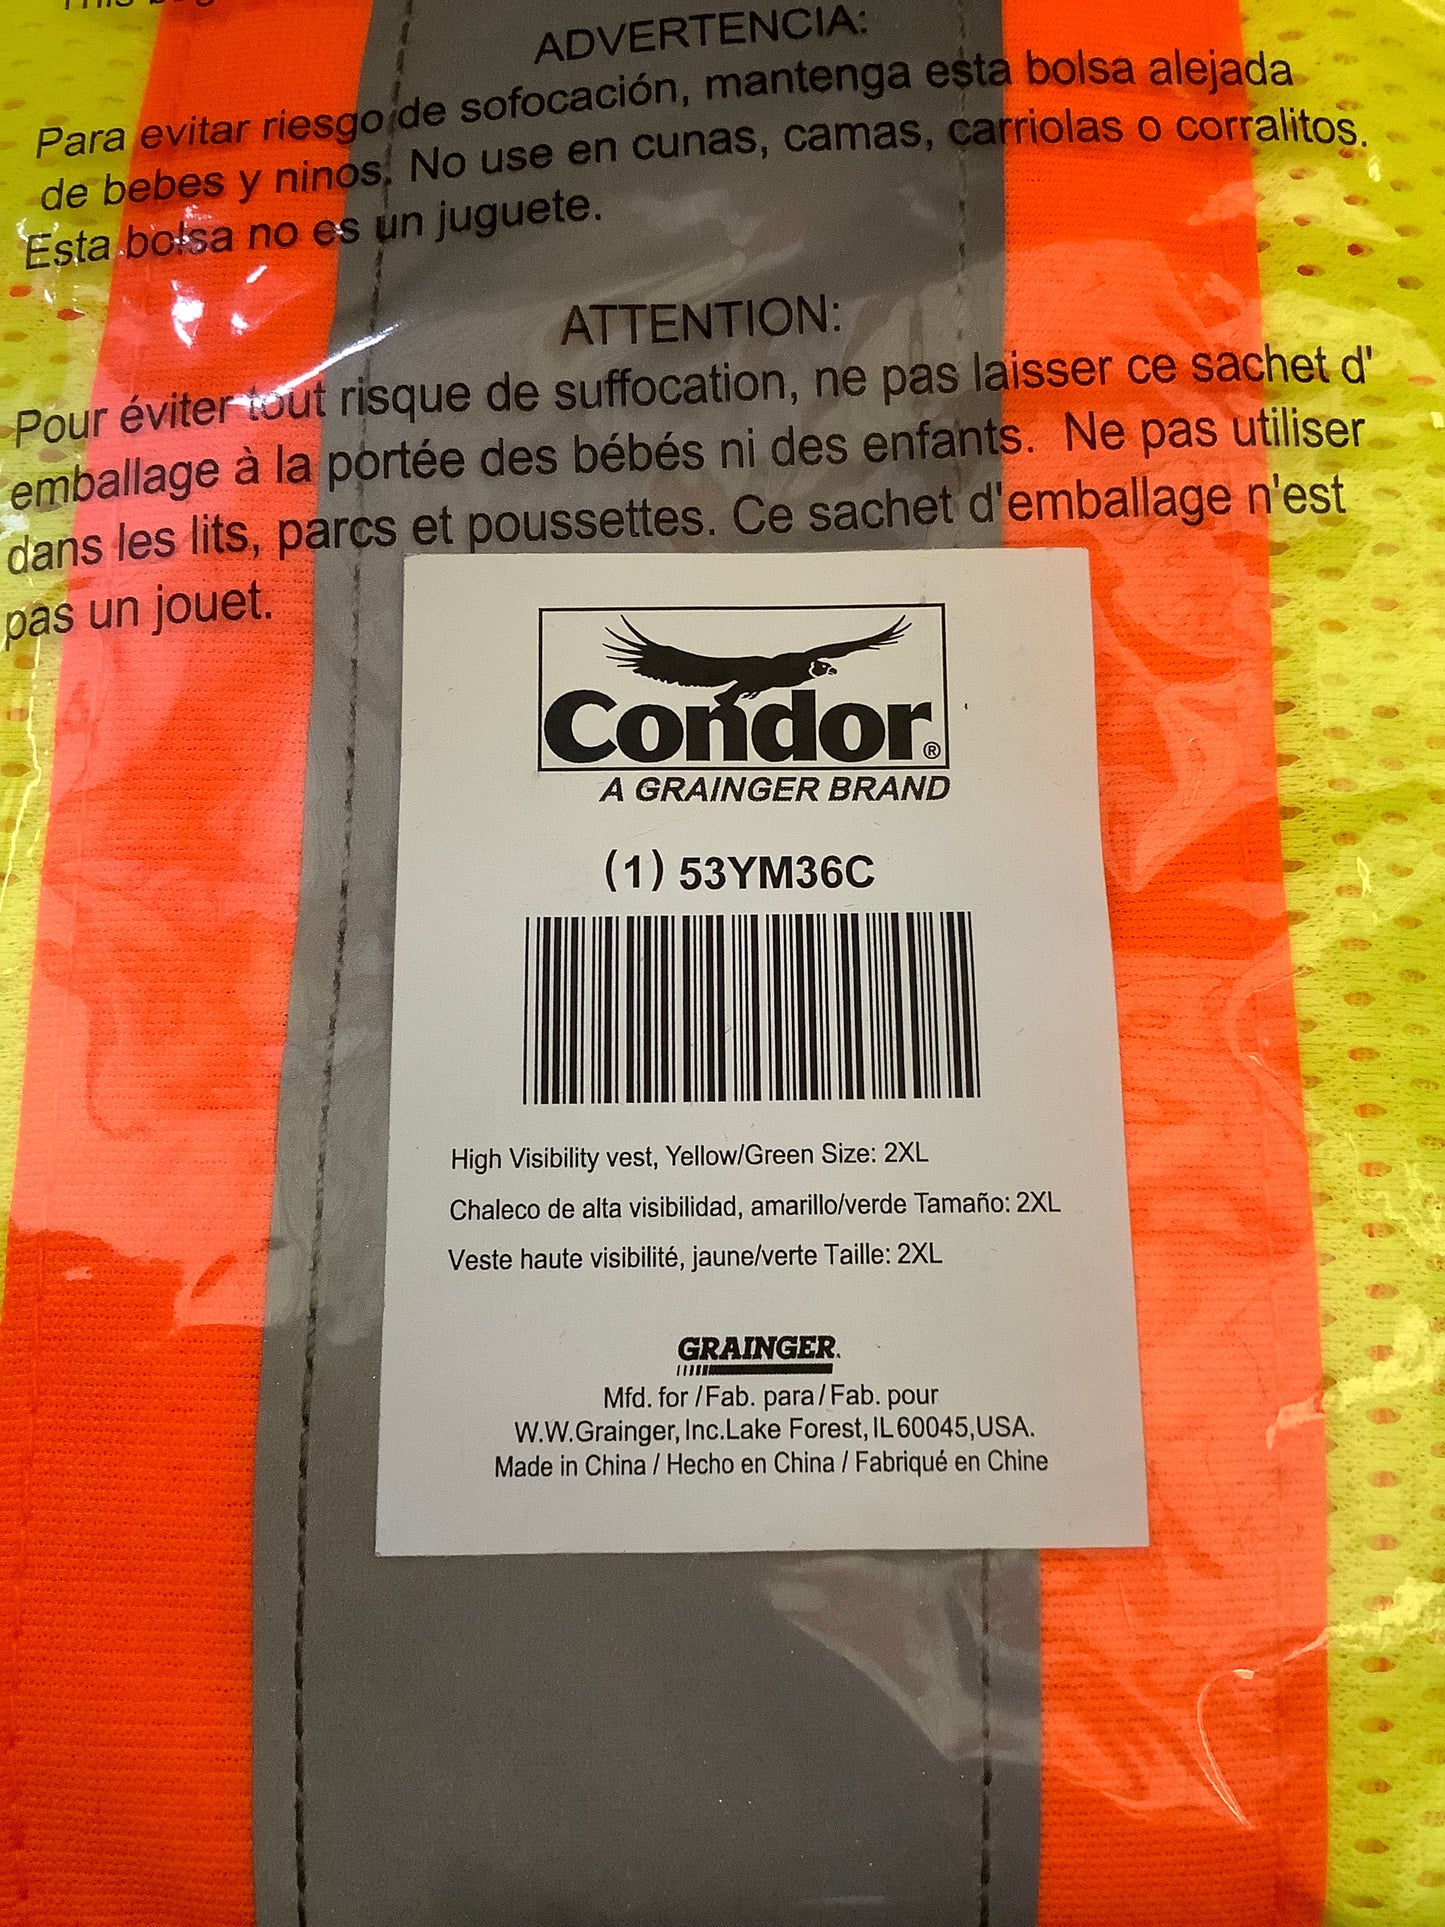 ADVERTENCIA:
Para evitar riesgo de sofocación, mantenga esta bolsa alejada
de bebes y ninos. No use en cunas, camas, carriolas o corralitos.
Esta bolsa no es un juguete.
ATTENTION:
Pour éviter tout risque de suffocation, ne pas laisser ce sachet d'
emballage à la portée des bébés ni des enfants. Ne pas utiliser
dans les lits, parcs et poussettes. Ce sachet d'emballage n'est
pas un jouet.
Condor®
A GRAINGER BRAND
(1) 53YM36C
High Visibility vest, Yellow/Green Size: 2XL
Chaleco de alta visibilidad, amarillo/verde Tamaño: 2XL
Veste haute visibilité, jaune/verte Taille: 2XL
GRAINGER.
Mfd. for / Fab. para / Fab. pour
W.W.Grainger, Inc.Lake Forest, IL 60045,USA.
Made in China / Hecho en China / Fabriqué en Chine